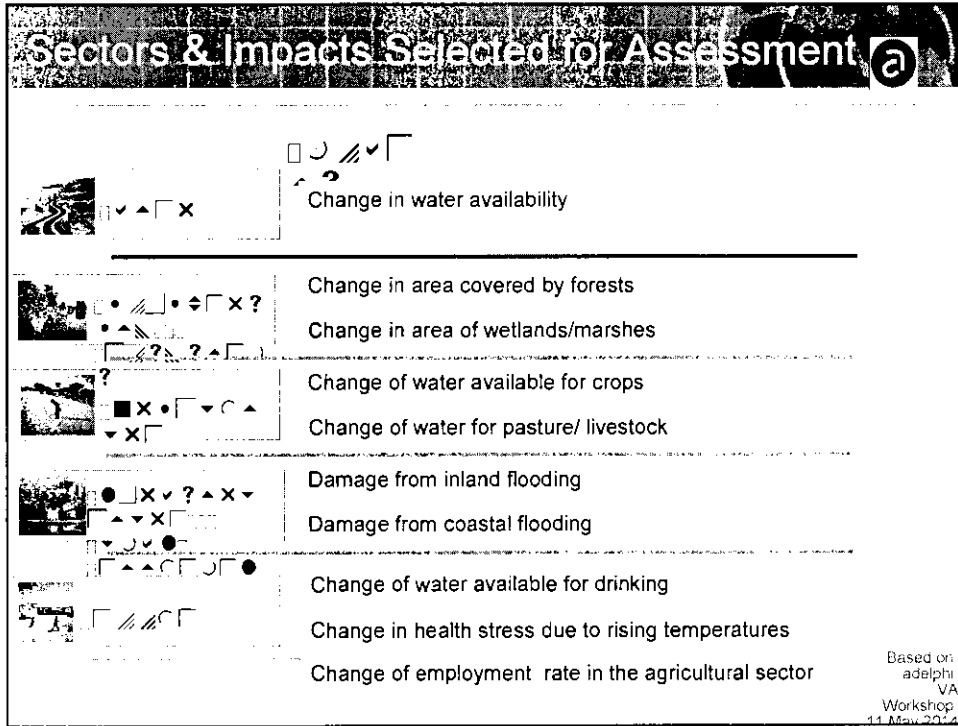 Sectors & Impacts Selected for Assessment
a
Change in water availability
Change in area covered by forests
Change in area of wetlands/marshes
Change of water available for crops
Change of water for pasture/ livestock
Damage from inland flooding
Damage from coastal flooding
Change of water available for drinking
Change in health stress due to rising temperatures
Change of employment rate in the agricultural sector
Based on
adelphi
VA
Workshop
11 May 2014